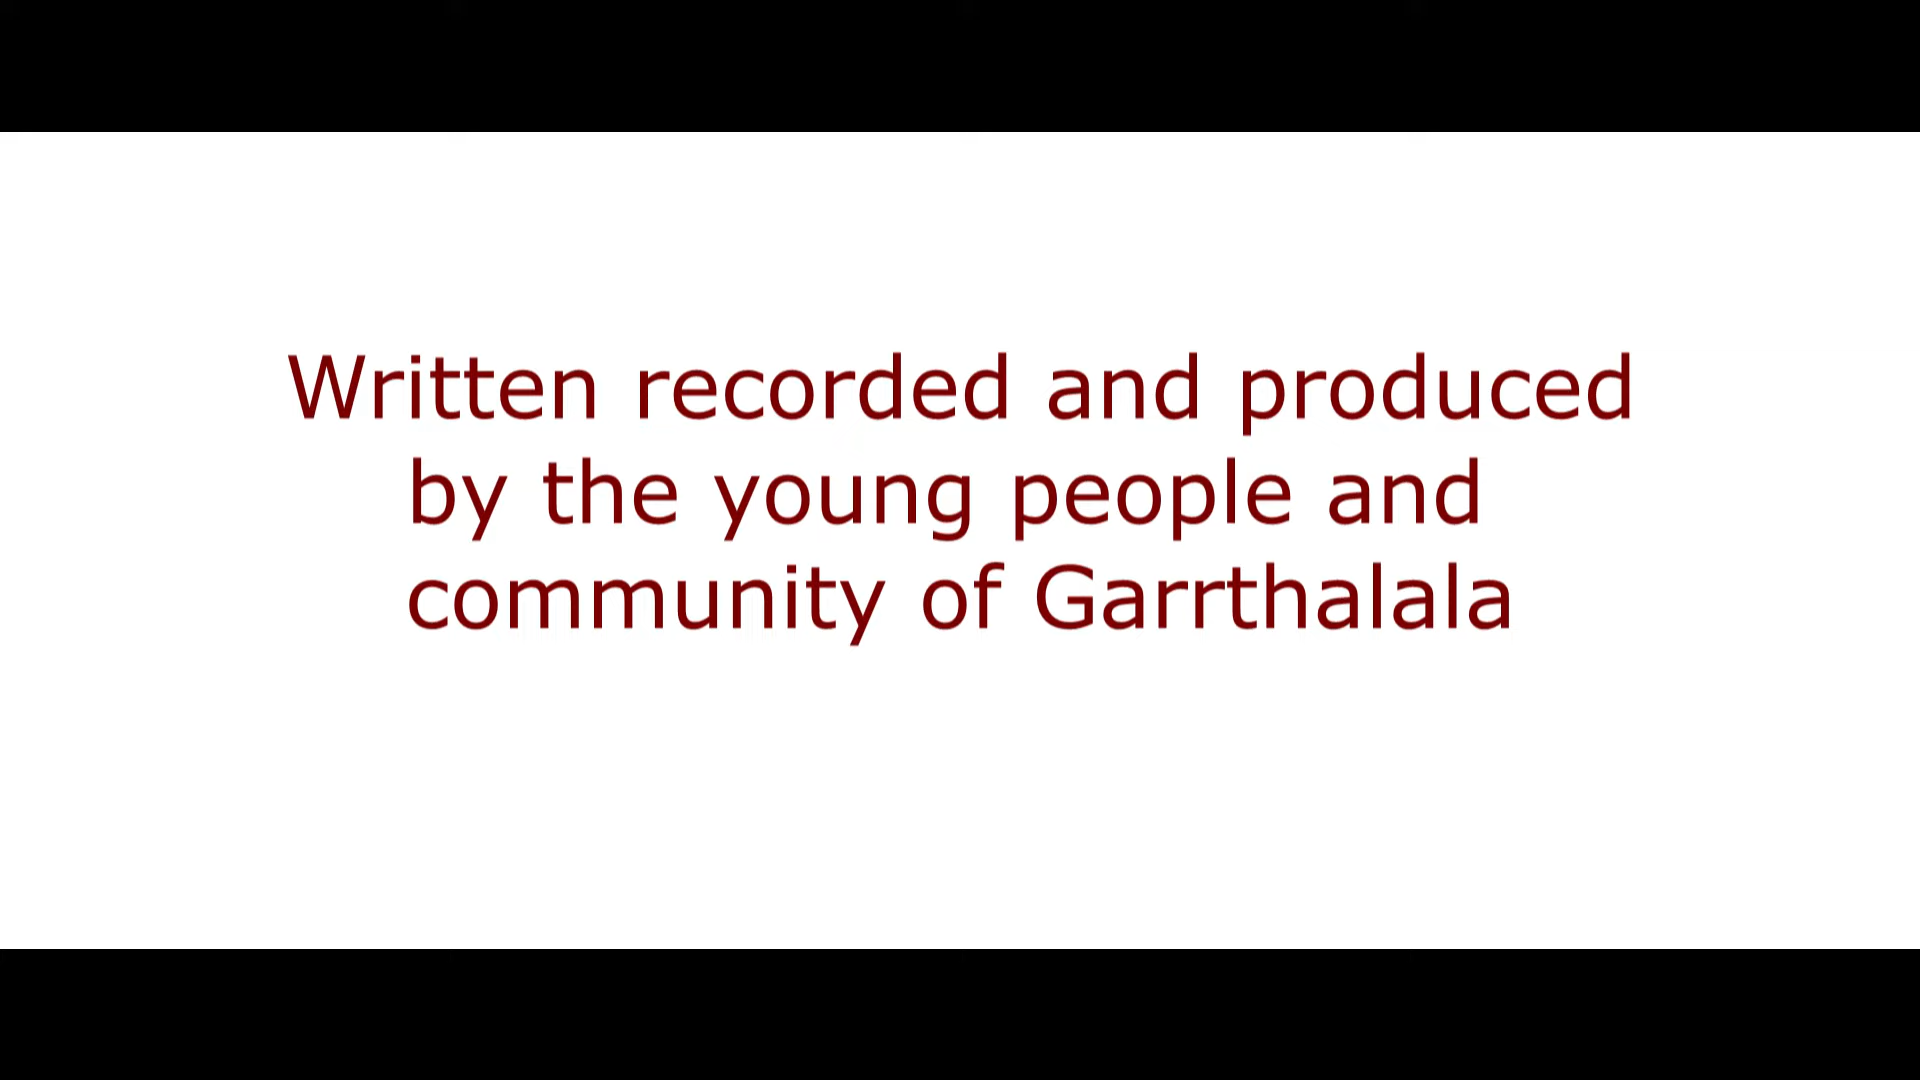 Written recorded and produced
by the young people and
community of Garrthalala